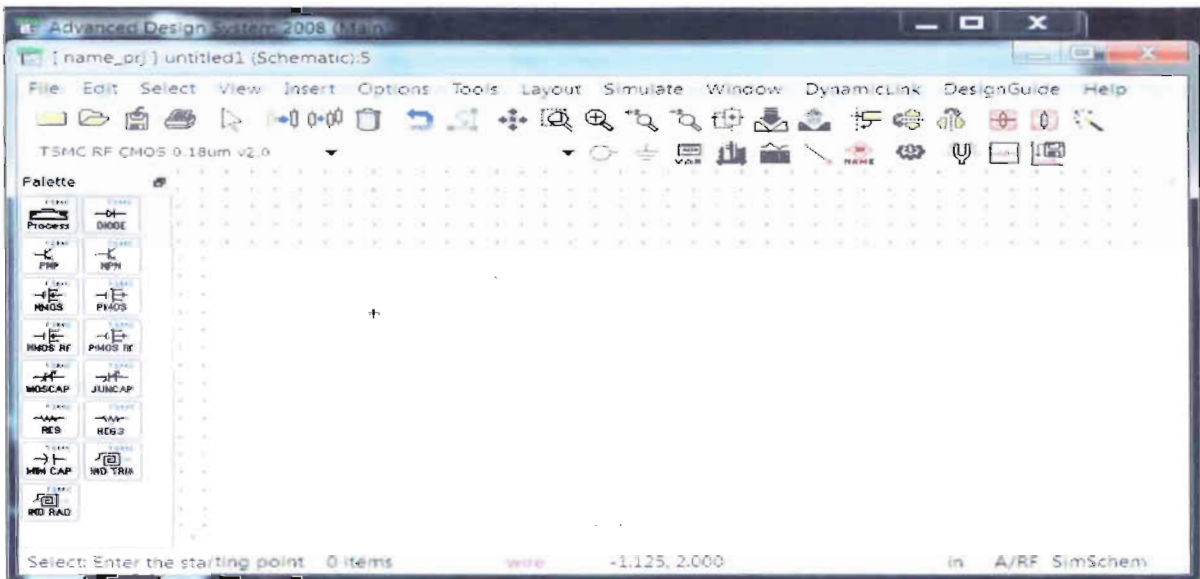 Advanced Design System 2008 (Main)
[ name_prj ] untitled1 (Schematic):5
File Edit Select View Insert Options Tools Layout Simulate Window DynamicLink DesignGuide Help
VAR NAME
TSMC RF CMOS 0.18um v2.0
Palette
Process DIODE
PNP NPN
NMOS PMOS
NMOS RF PMOS RF
MOSCAP JUNCAP
RES RES3
MIM CAP IND TRIM
IND RAD
Select: Enter the starting point 0 items wire -1.125, 2.000 in A/RF SimSchem